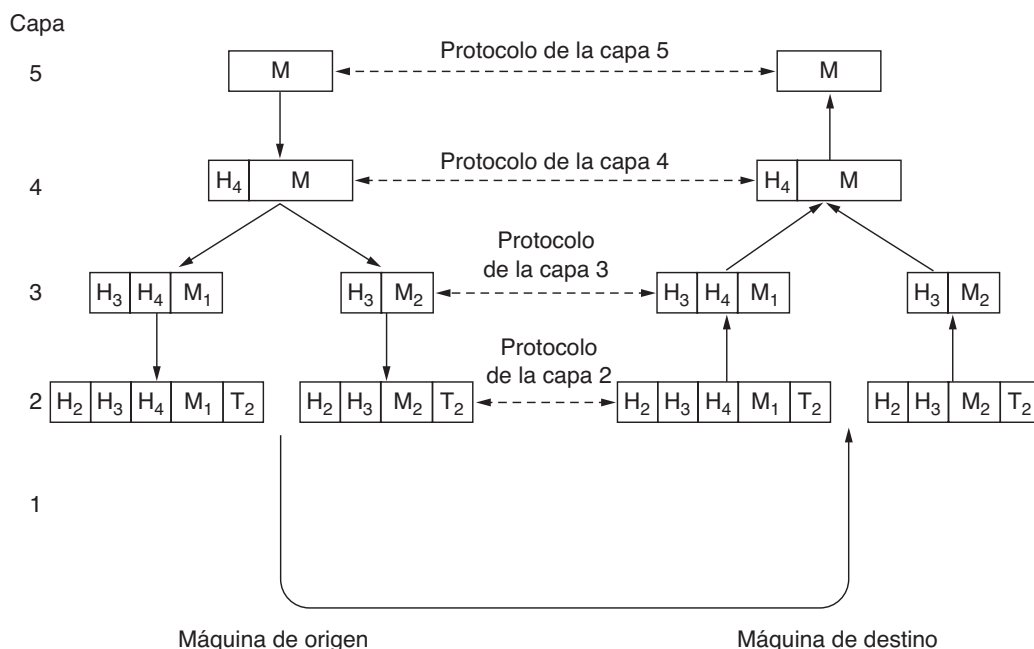 Capa
5 M Protocolo de la capa 5 M
4 H₄ M Protocolo de la capa 4 H₄ M
Protocolo
de la capa 3
3 H₃ H₄ M₁ H₃ M₂ H₃ H₄ M₁ H₃ M₂
Protocolo
de la capa 2
2 H₂ H₃ H₄ M₁ T₂ H₂ H₃ M₂ T₂ H₂ H₃ H₄ M₁ T₂ H₂ H₃ M₂ T₂
1
Máquina de origen Máquina de destino